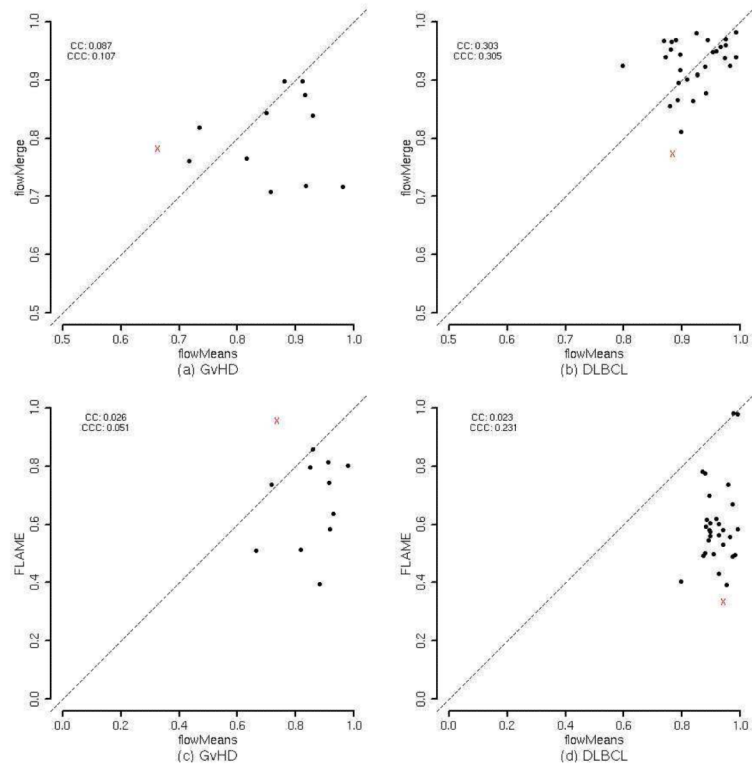 CC: 0.087
CCC: 0.107
flowMerge
0.5 0.6 0.7 0.8 0.9 1.0
0.5 0.6 0.7 0.8 0.9 1.0
flowMeans
(a) GvHD
CC: 0.303
CCC: 0.305
flowMerge
0.5 0.6 0.7 0.8 0.9 1.0
0.5 0.6 0.7 0.8 0.9 1.0
flowMeans
(b) DLBCL
CC: 0.026
CCC: 0.051
FLAME
0.0 0.2 0.4 0.6 0.8 1.0
0.0 0.2 0.4 0.6 0.8 1.0
flowMeans
(c) GvHD
CC: 0.023
CCC: 0.231
FLAME
0.0 0.2 0.4 0.6 0.8 1.0
0.0 0.2 0.4 0.6 0.8 1.0
flowMeans
(d) DLBCL